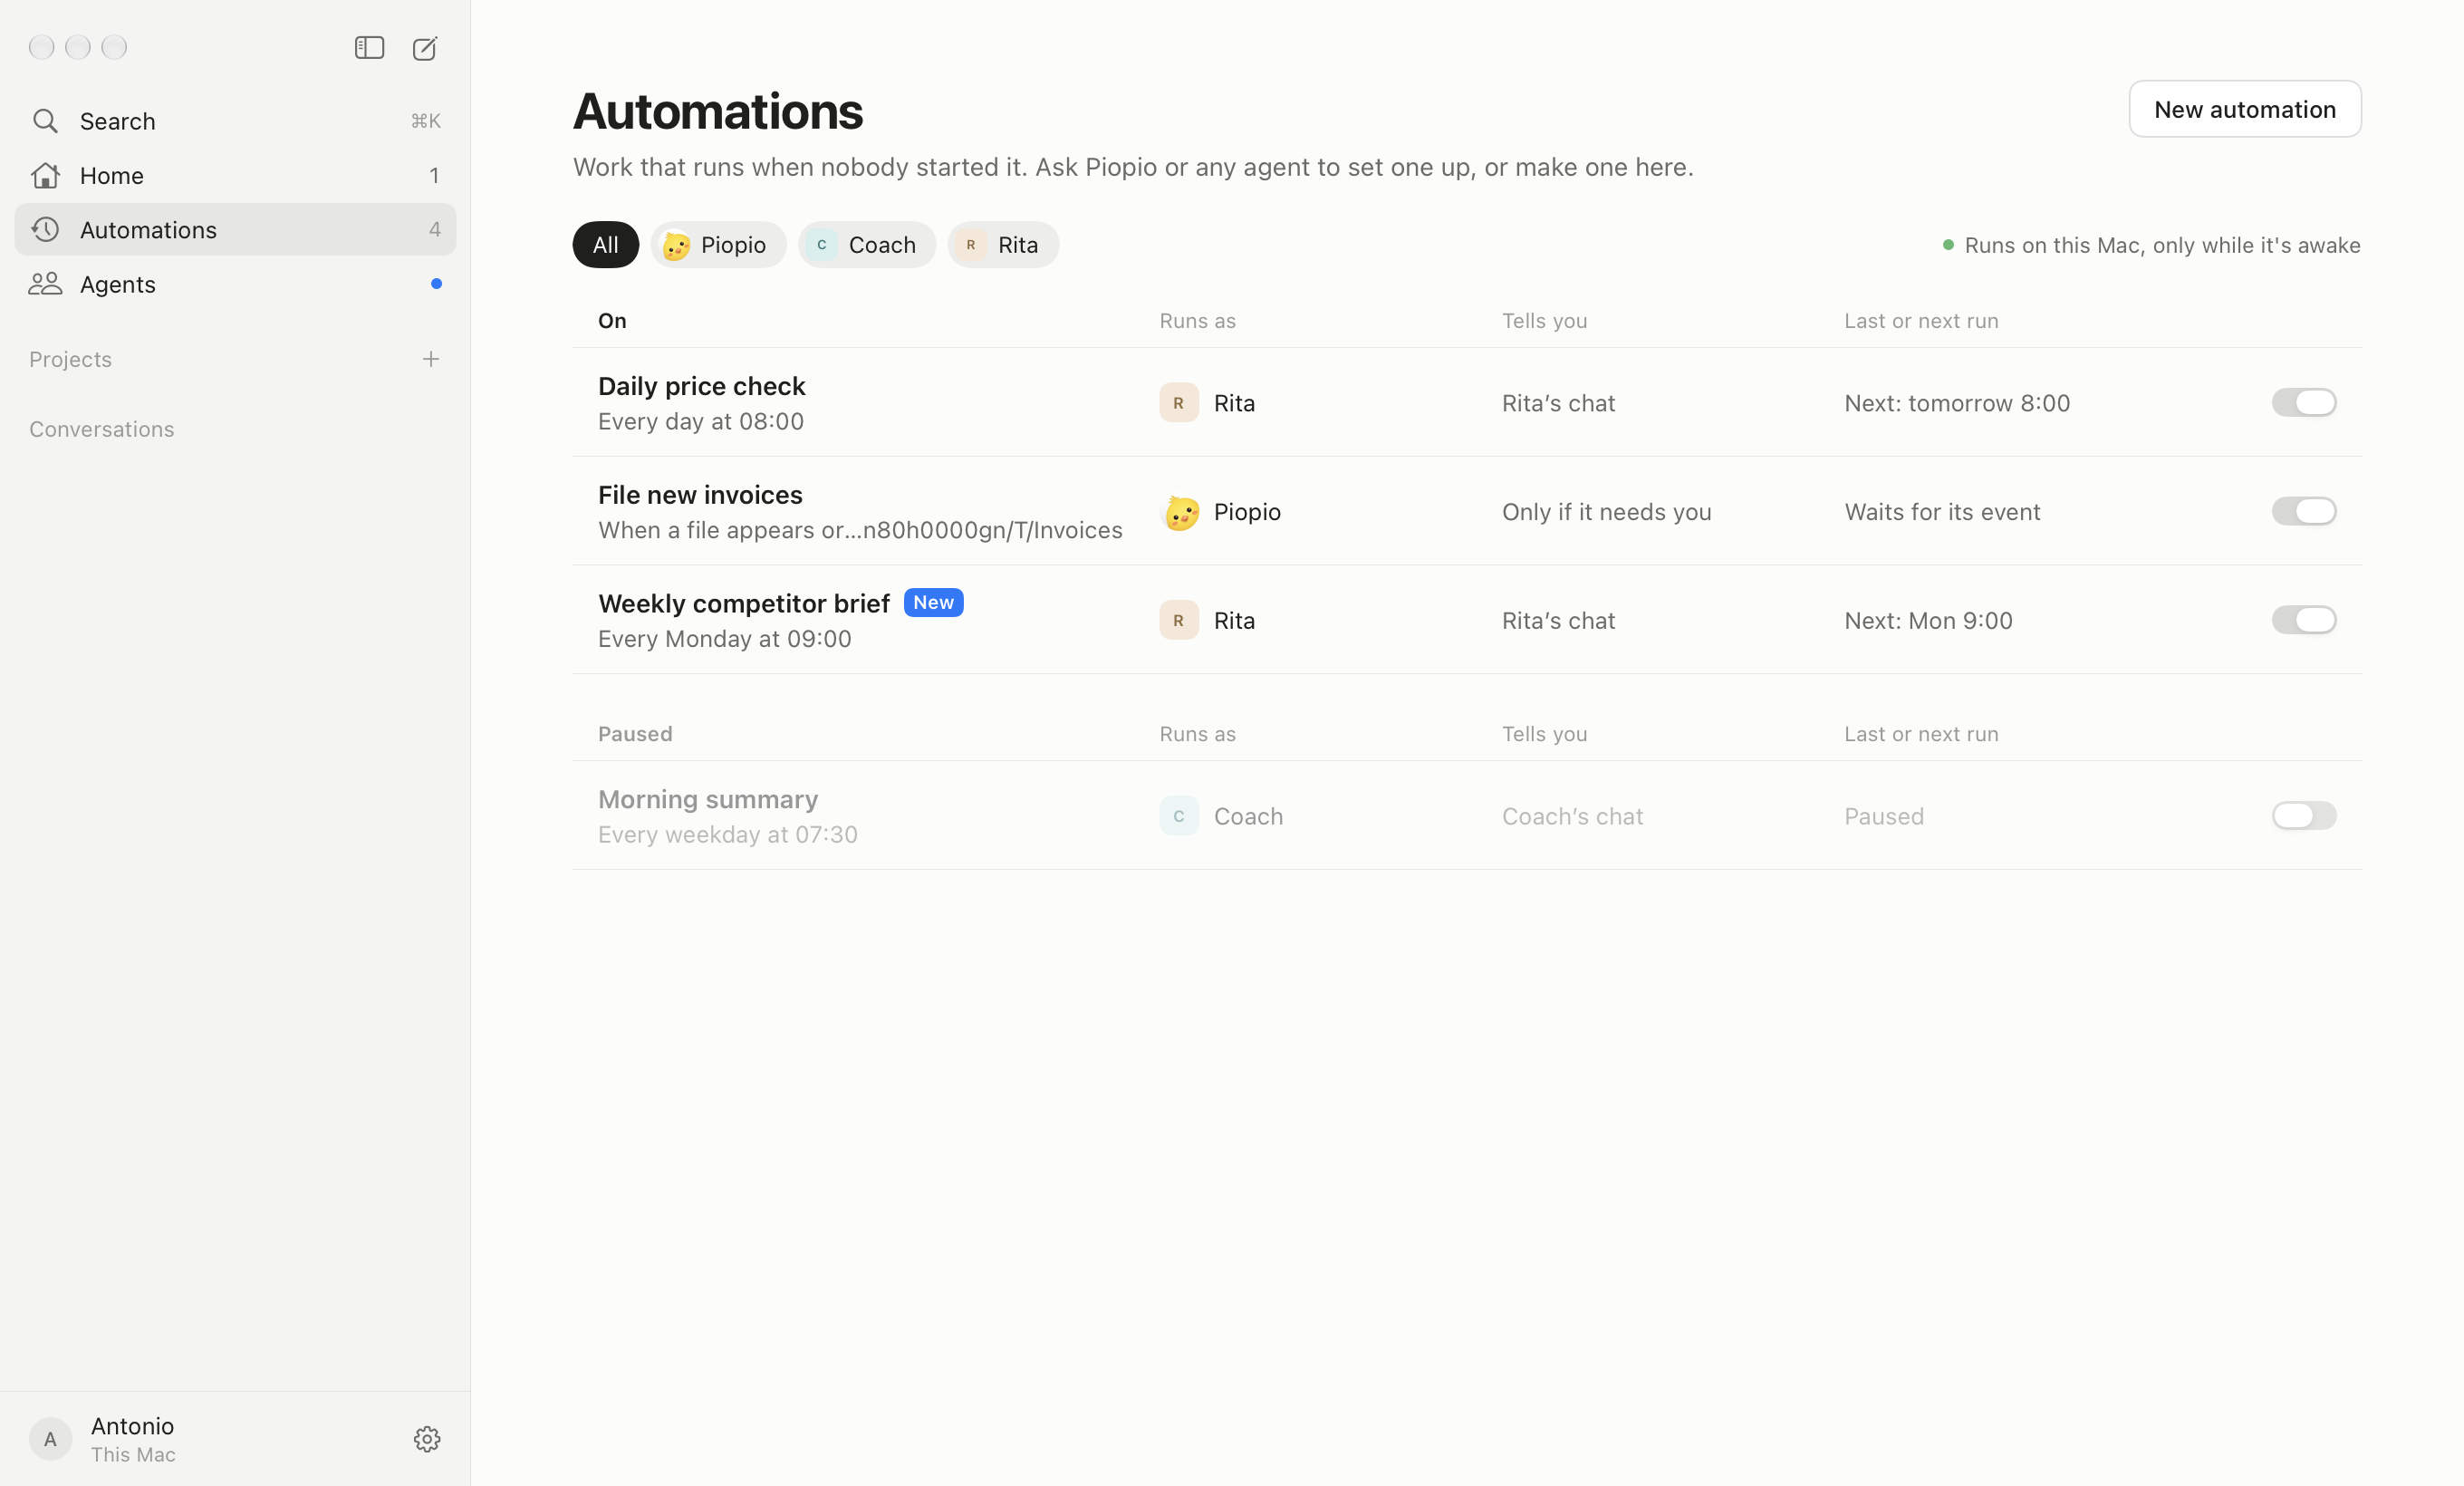 Search ⌘K
Home 1
Automations 4
Agents
Projects
Conversations
Antonio
This Mac
A
Automations
New automation
Work that runs when nobody started it. Ask Piopio or any agent to set one up, or make one here.
All Piopio C Coach R Rita
Runs on this Mac, only while it's awake
On Runs as Tells you Last or next run
Daily price check
Every day at 08:00
R Rita Rita’s chat Next: tomorrow 8:00
File new invoices
When a file appears or...n80h0000gn/T/Invoices
Piopio Only if it needs you Waits for its event
Weekly competitor brief New
Every Monday at 09:00
R Rita Rita’s chat Next: Mon 9:00
Paused Runs as Tells you Last or next run
Morning summary
Every weekday at 07:30
C Coach Coach’s chat Paused